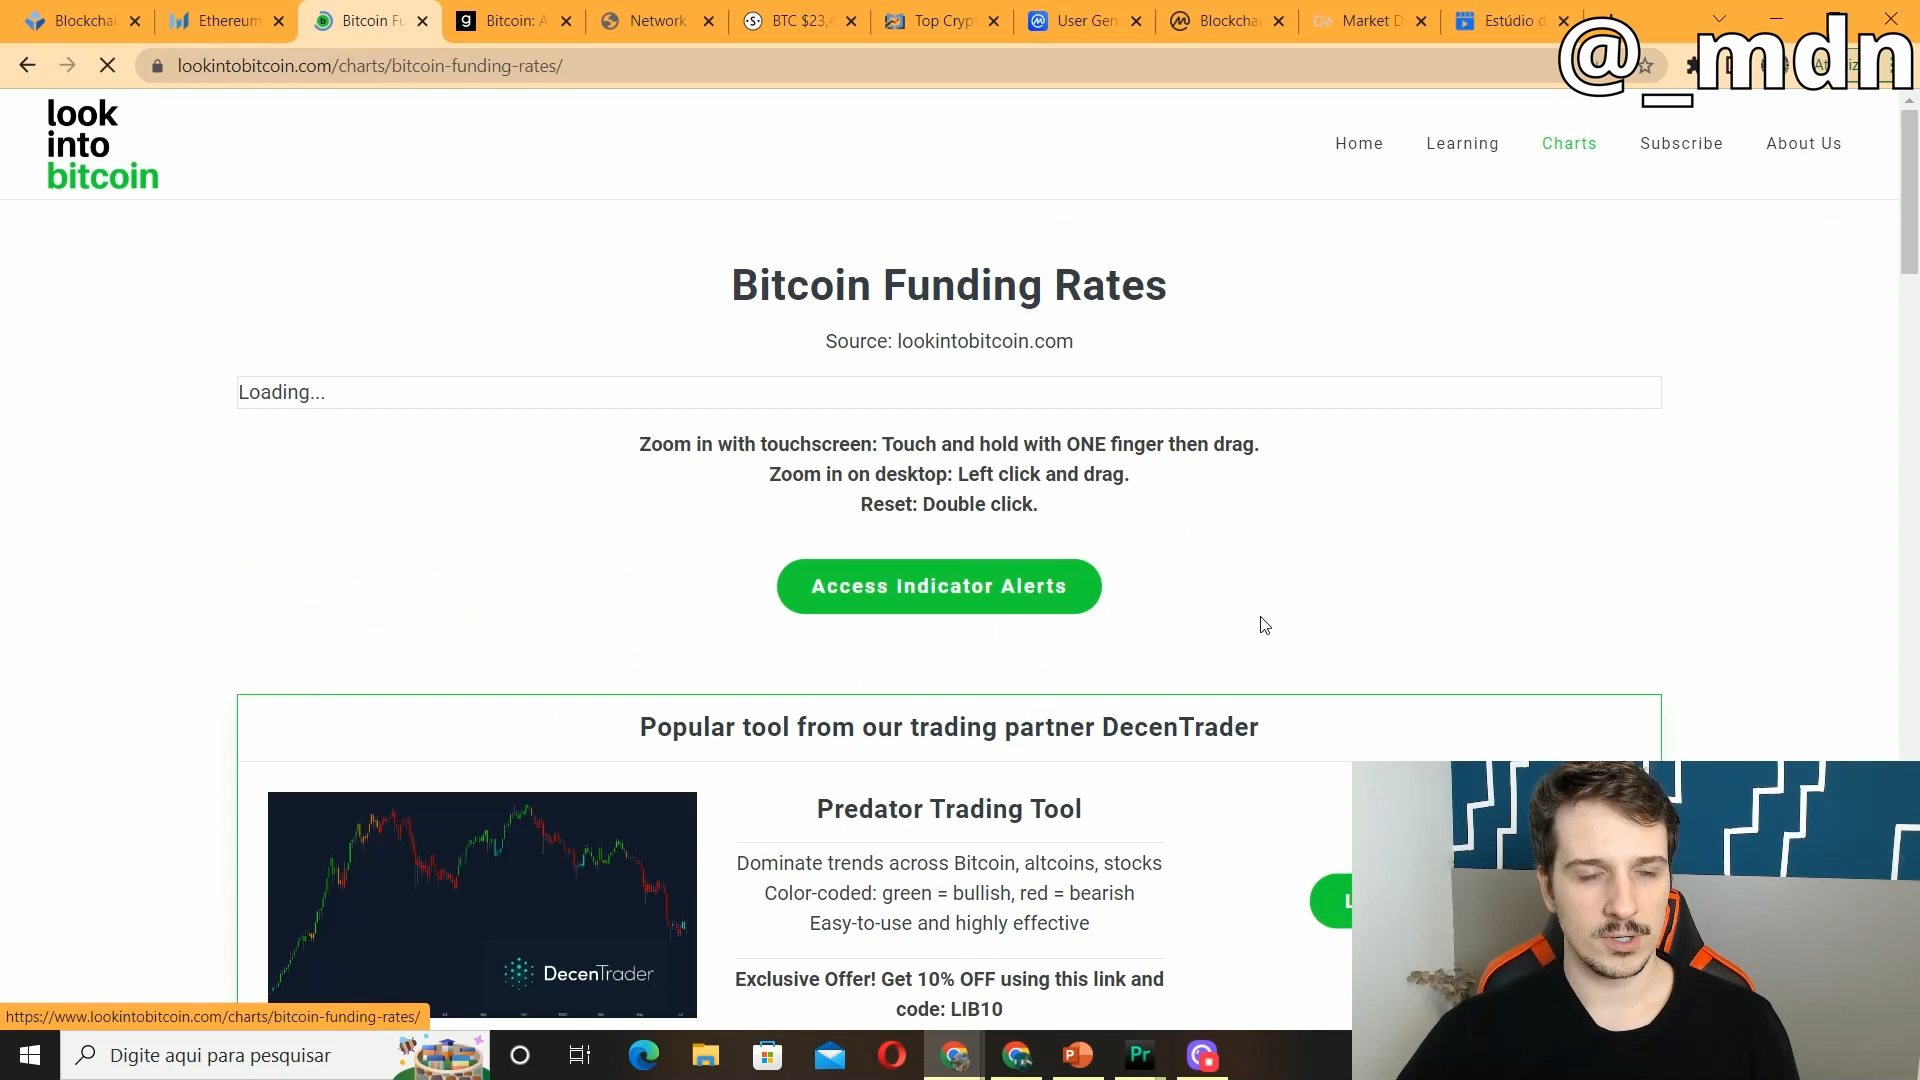 Blockchai
Ethereum
Bitcoin Fu
Bitcoin: A
Network
BTC $23,4
Top Cryp
User Gen
Blockchai
Market D
Estúdio d
@_mdn
lookintobitcoin.com/charts/bitcoin-funding-rates/
look
into
bitcoin
Home
Learning
Charts
Subscribe
About Us
Bitcoin Funding Rates
Source: lookintobitcoin.com
Loading...
Zoom in with touchscreen: Touch and hold with ONE finger then drag.
Zoom in on desktop: Left click and drag.
Reset: Double click.
Access Indicator Alerts
Popular tool from our trading partner DecenTrader
Predator Trading Tool
Dominate trends across Bitcoin, altcoins, stocks
Color-coded: green = bullish, red = bearish
Easy-to-use and highly effective
DecenTrader
Exclusive Offer! Get 10% OFF using this link and
code: LIB10
https://www.lookintobitcoin.com/charts/bitcoin-funding-rates/
Digite aqui para pesquisar